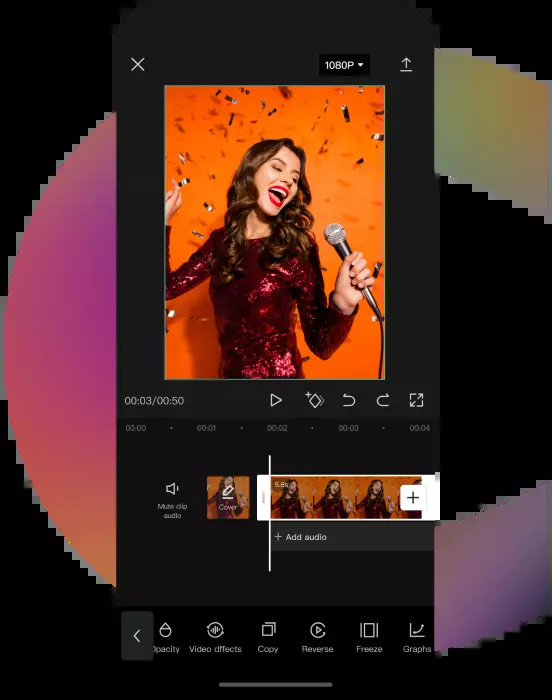 1080P
00:03/00:50
00:00
00:01
00:02
00:03
00:04
5.6s
Mute clip
audio
Cover
+ Add audio
Opacity
Video dffects
Copy
Reverse
Freeze
Graphs